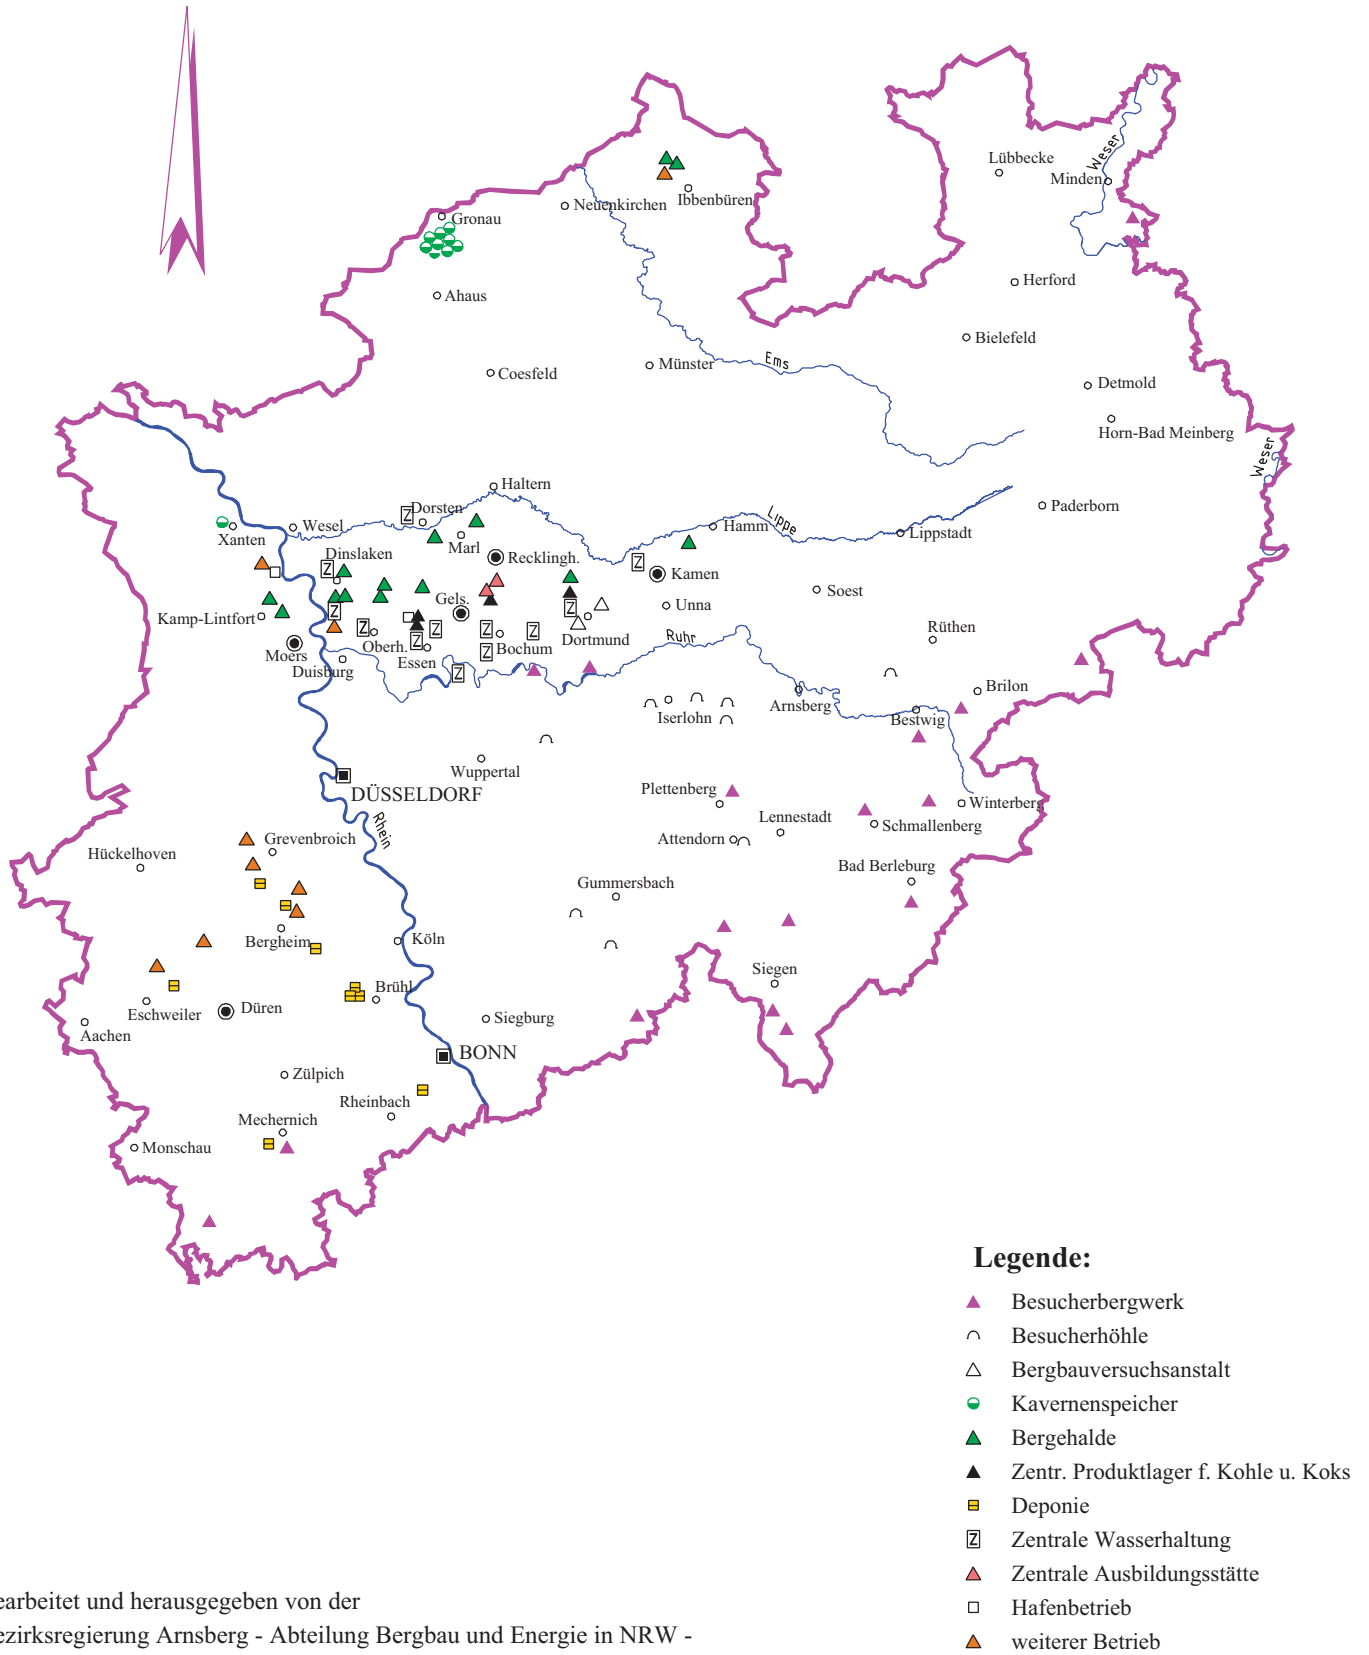 Lübbecke
Weser
Minden
Ibbenbüren
Neuenkirchen
Gronau
Herford
Ahaus
Bielefeld
Ems
Münster
Coesfeld
Detmold
Horn-Bad Meinberg
Weser
Haltern
Dorsten
Paderborn
Lippe
Hamm
Wesel
Lippstadt
Xanten
Marl
Dinslaken
Recklingh.
Kamen
Soest
Gels.
Unna
Kamp-Lintfort
Rüthen
Ruhr
Dortmund
Oberh.
Bochum
Moers
Essen
Duisburg
Brilon
Arnsberg
Iserlohn
Bestwig
Wuppertal
Plettenberg
DÜSSELDORF
Winterberg
Rhein
Lennestadt
Schmallenberg
Grevenbroich
Attendorn
Hückelhoven
Bad Berleburg
Gummersbach
Köln
Bergheim
Siegen
Brühl
Düren
Eschweiler
Siegburg
Aachen
BONN
Zülpich
Rheinbach
Mechernich
Monschau
Legende:
Besucherbergwerk
Besucherhöhle
Bergbauversuchsanstalt
Kavernenspeicher
Bergehalde
Zentr. Produktlager f. Kohle u. Koks
Deponie
Z Zentrale Wasserhaltung
Zentrale Ausbildungsstätte
Hafenbetrieb
weiterer Betrieb
earbeitet und herausgegeben von der
ezirksregierung Arnsberg - Abteilung Bergbau und Energie in NRW -